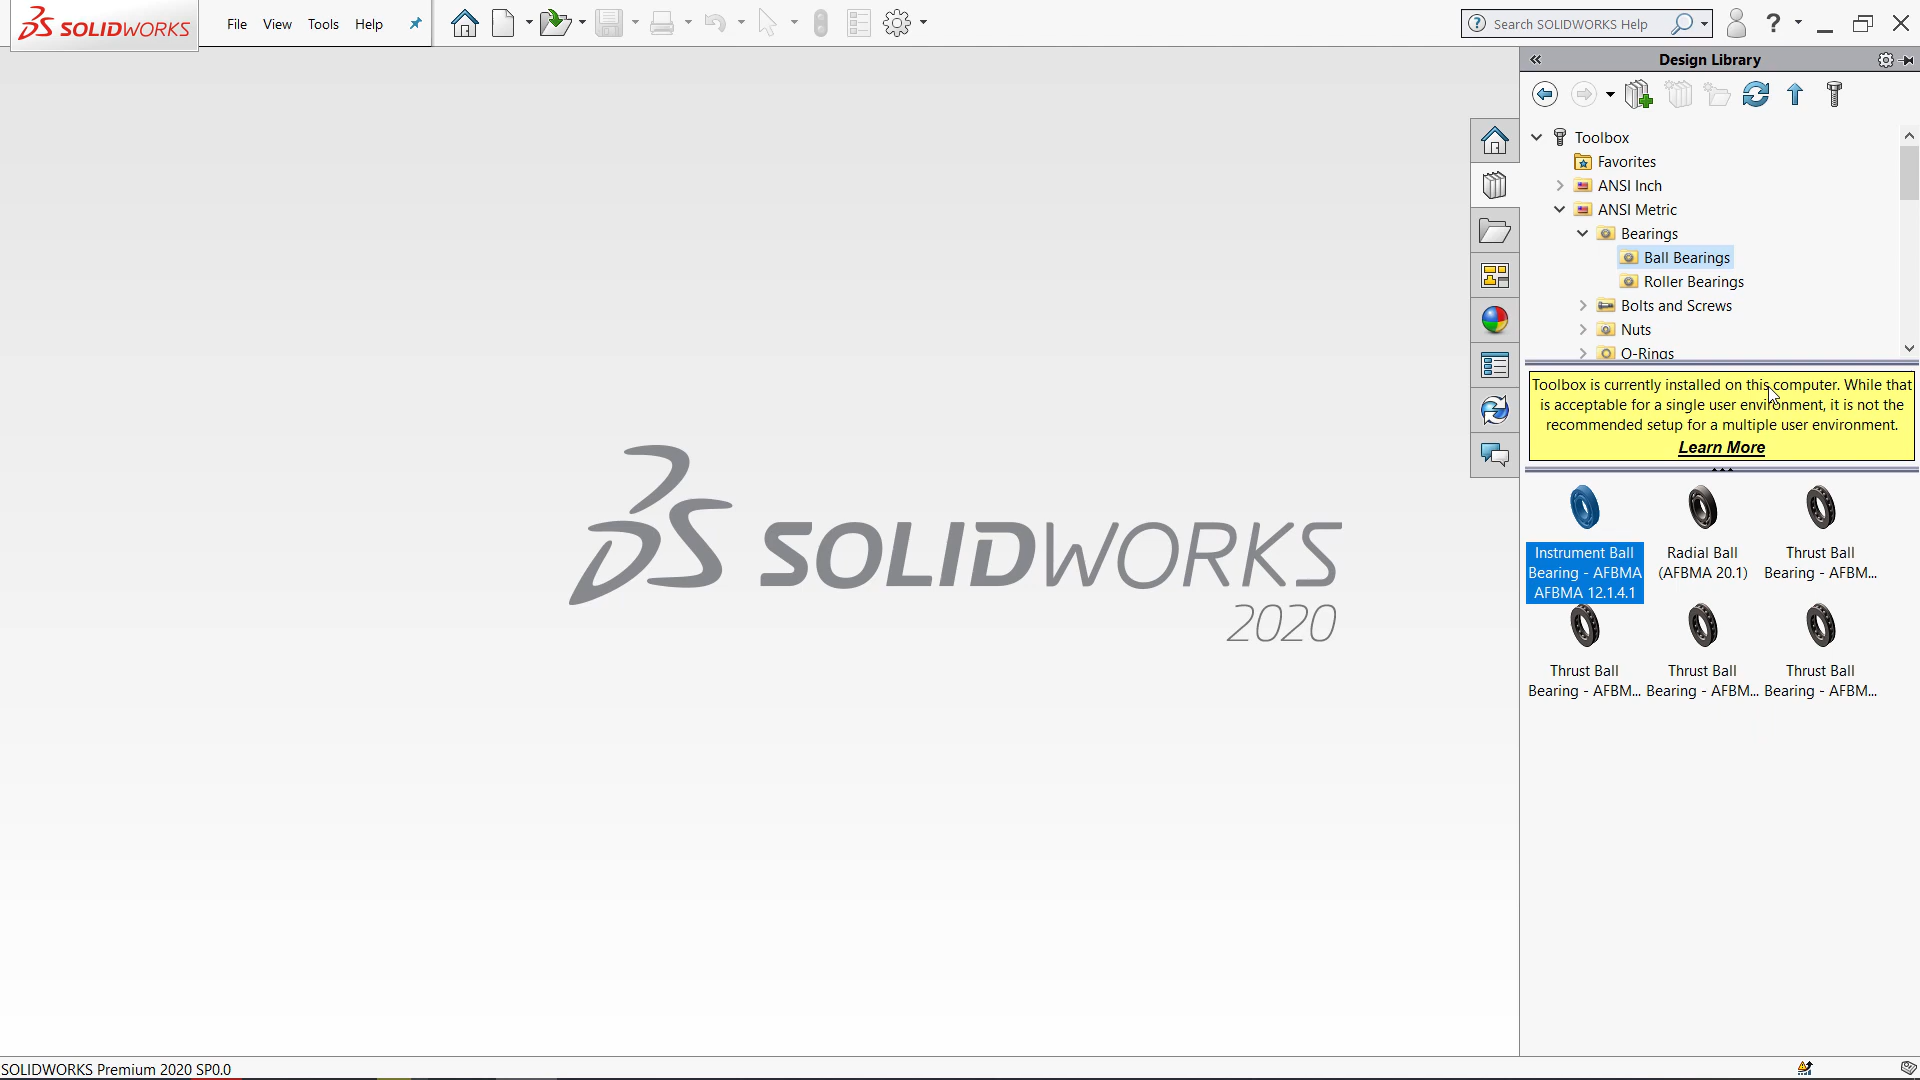 SOLIDWORKS
File View Tools Help
Search SOLIDWORKS Help
?
Design Library
Toolbox
Favorites
ANSI Inch
ANSI Metric
Bearings
Ball Bearings
Roller Bearings
Bolts and Screws
Nuts
O-Rings
Toolbox is currently installed on this computer. While that
is acceptable for a single user environment, it is not the
recommended setup for a multiple user environment.
Learn More
Instrument Ball
Bearing - AFBMA
AFBMA 12.1.4.1
Radial Ball
(AFBMA 20.1)
Thrust Ball
Bearing - AFBM...
Thrust Ball
Bearing - AFBM...
Thrust Ball
Bearing - AFBM...
Thrust Ball
Bearing - AFBM...
SOLIDWORKS
2020
SOLIDWORKS Premium 2020 SP0.0